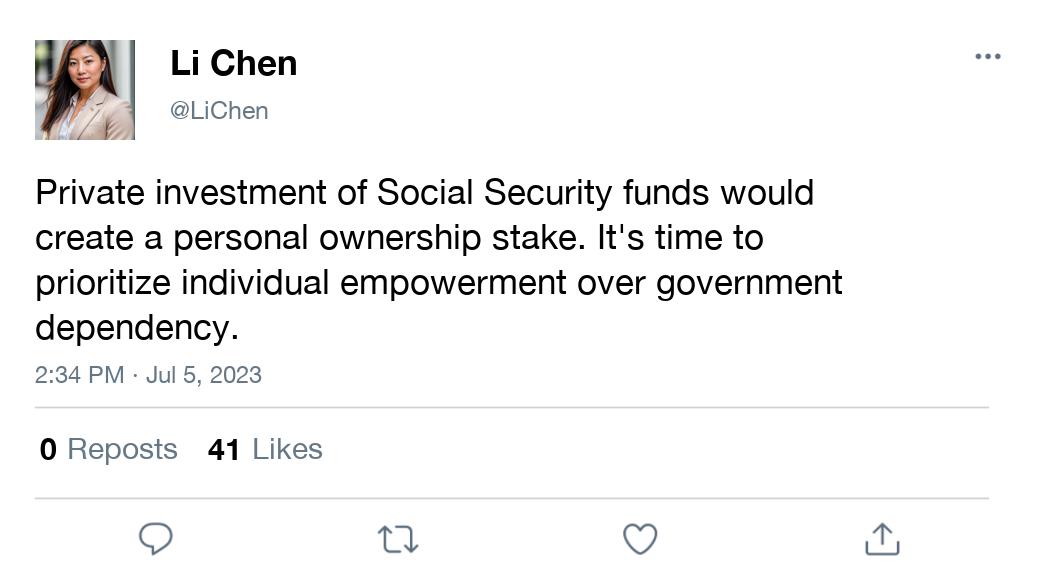 Li Chen
@LiChen
Private investment of Social Security funds would
create a personal ownership stake. It's time to
prioritize individual empowerment over government
dependency.
2:34 PM · Jul 5, 2023
0 Reposts 41 Likes